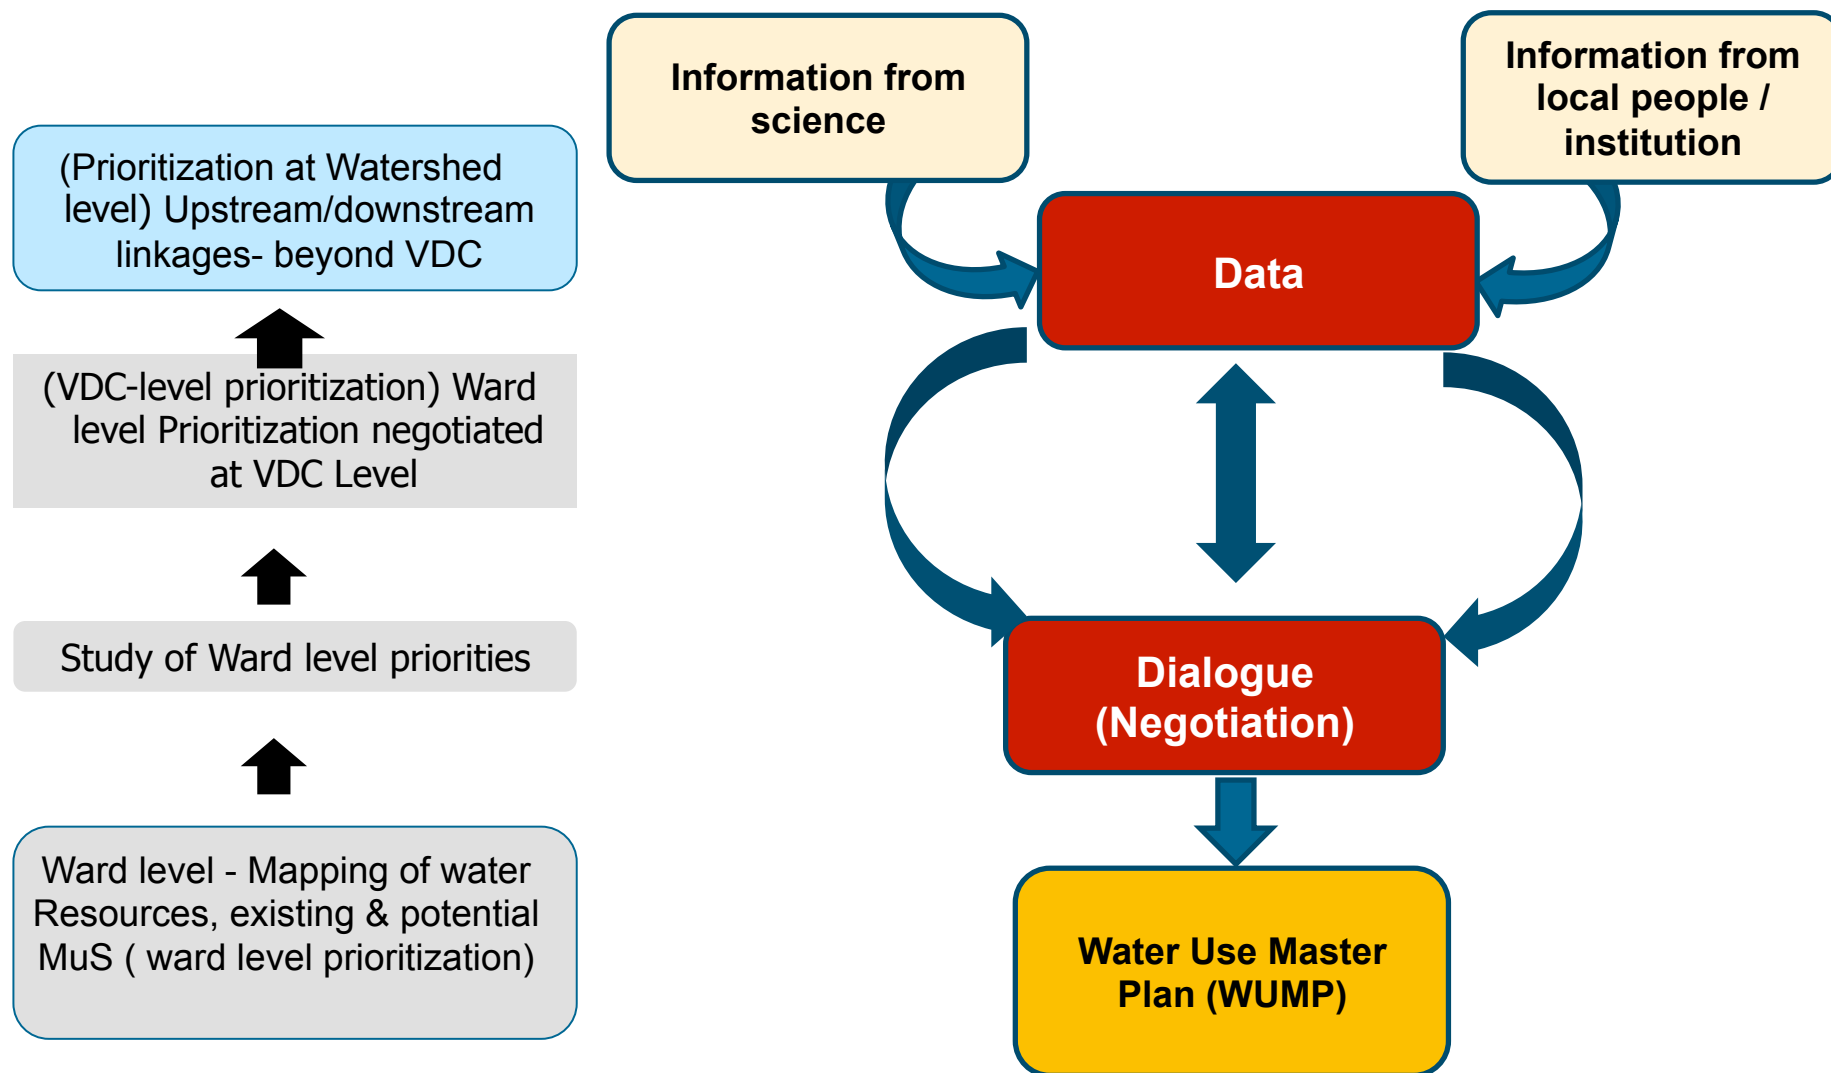 (Prioritization at Watershed
level) Upstream/downstream
linkages- beyond VDC
(VDC-level prioritization) Ward
level Prioritization negotiated
at VDC Level
Study of Ward level priorities
Ward level - Mapping of water
Resources, existing & potential
MuS ( ward level prioritization)
Information from
science
Information from
local people /
institution
Data
Dialogue
(Negotiation)
Water Use Master
Plan (WUMP)